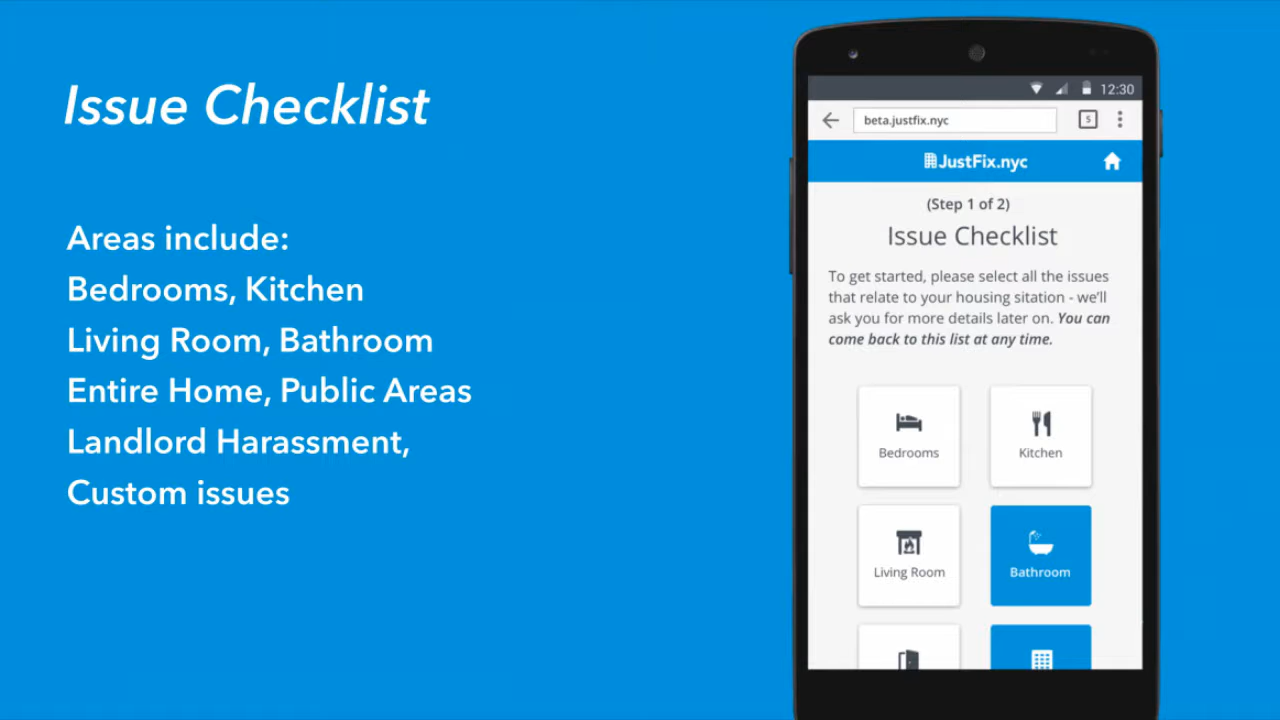 Issue Checklist
Areas include:
Bedrooms, Kitchen
Living Room, Bathroom
Entire Home, Public Areas
Landlord Harassment,
Custom issues
12:30
beta.justfix.nyc
5
JustFix.nyc
(Step 1 of 2)
Issue Checklist
To get started, please select all the issues
that relate to your housing sitation - we'll
ask you for more details later on. You can
come back to this list at any time.
Bedrooms
Kitchen
Living Room
Bathroom